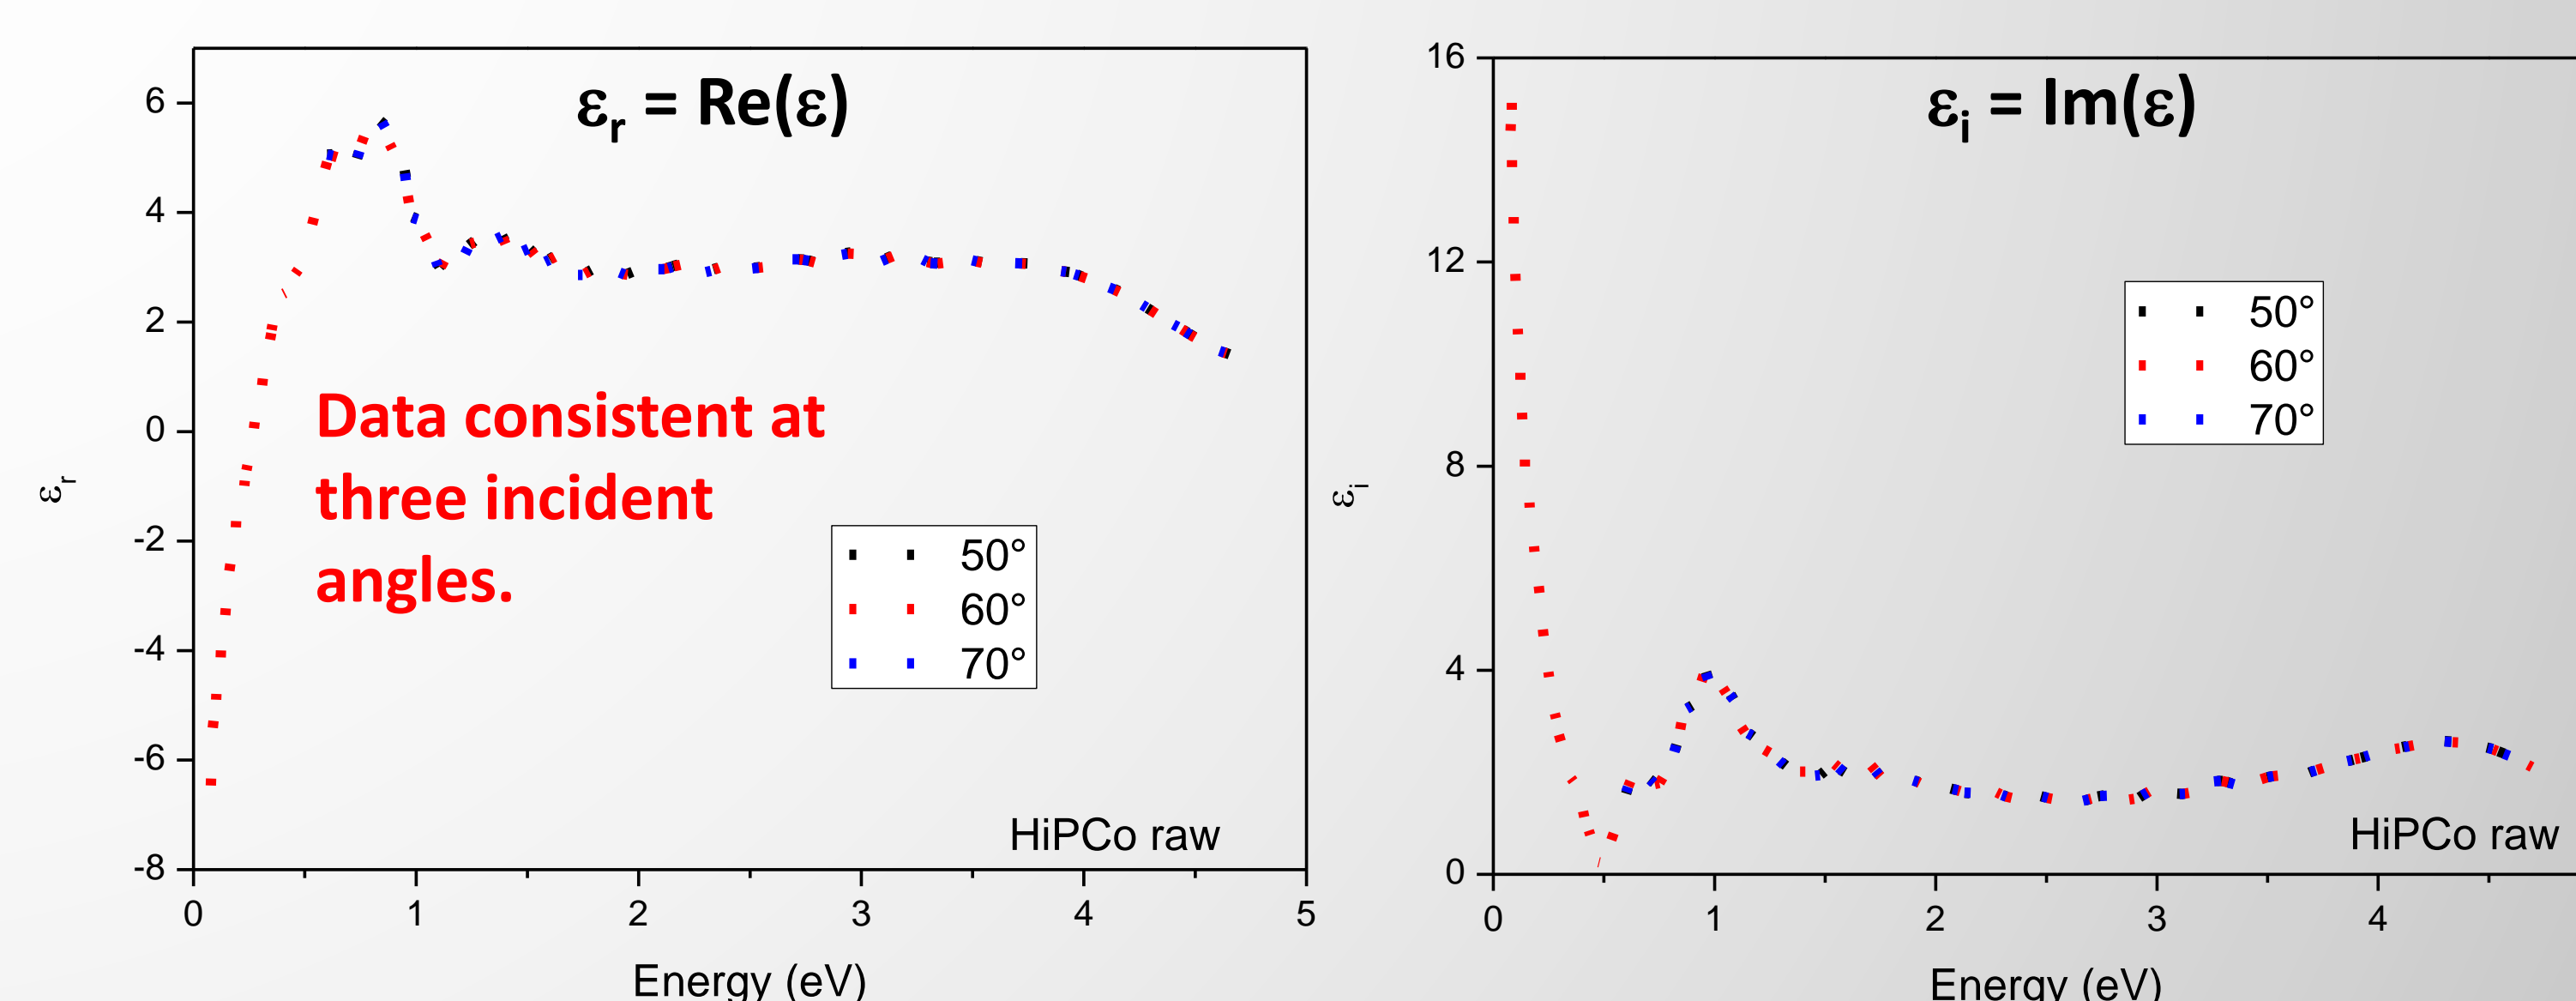 εr = Re(ε)
6
4
2
0
-2
-4
-6
-8
εr
Data consistent at
three incident
angles.
50°
60°
70°
HiPCo raw
0 1 2 3 4 5
Energy (eV)
εi = Im(ε)
16
12
8
4
0
εi
50°
60°
70°
HiPCo raw
0 1 2 3 4
Energy (eV)